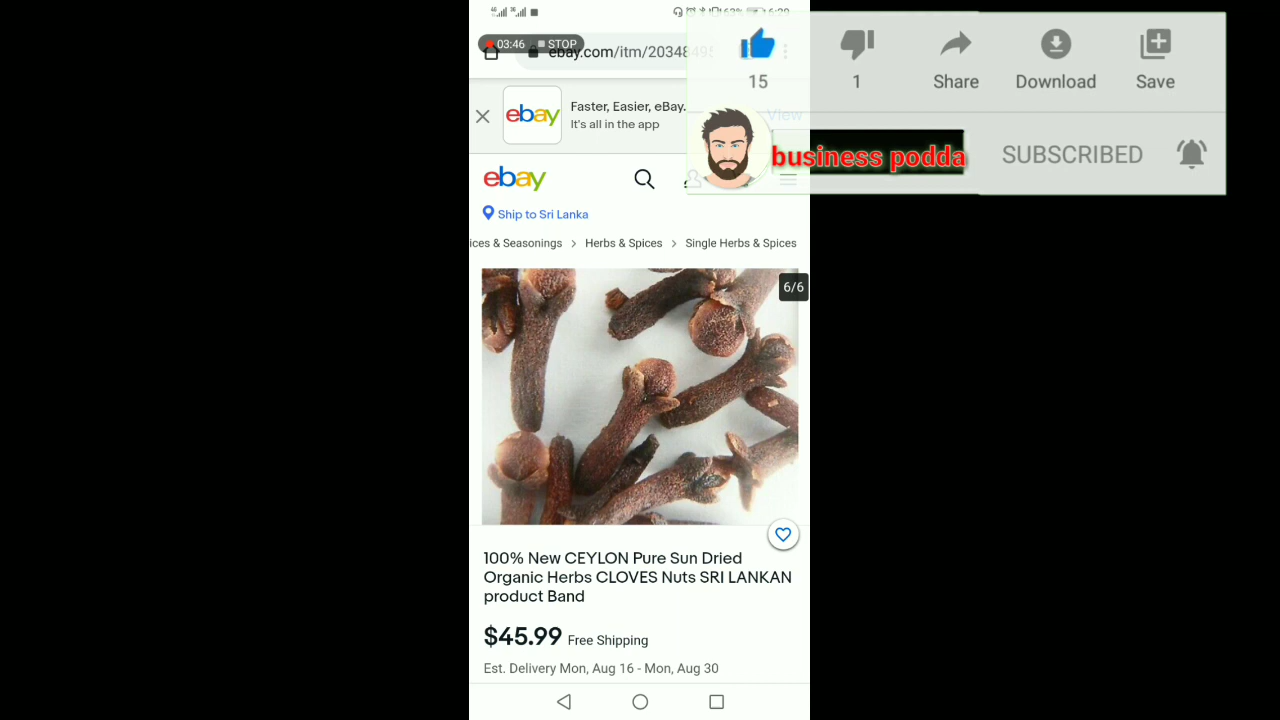 03:46 STOP
ebay.com/itm/20348
15
1
Share
Download
Save
ebay
Faster, Easier, eBay.
It's all in the app
View
business podda
SUBSCRIBED
ebay
Ship to Sri Lanka
ices & Seasonings > Herbs & Spices > Single Herbs & Spices
6/6
100% New CEYLON Pure Sun Dried
Organic Herbs CLOVES Nuts SRI LANKAN
product Band
$45.99 Free Shipping
Est. Delivery Mon, Aug 16 - Mon, Aug 30